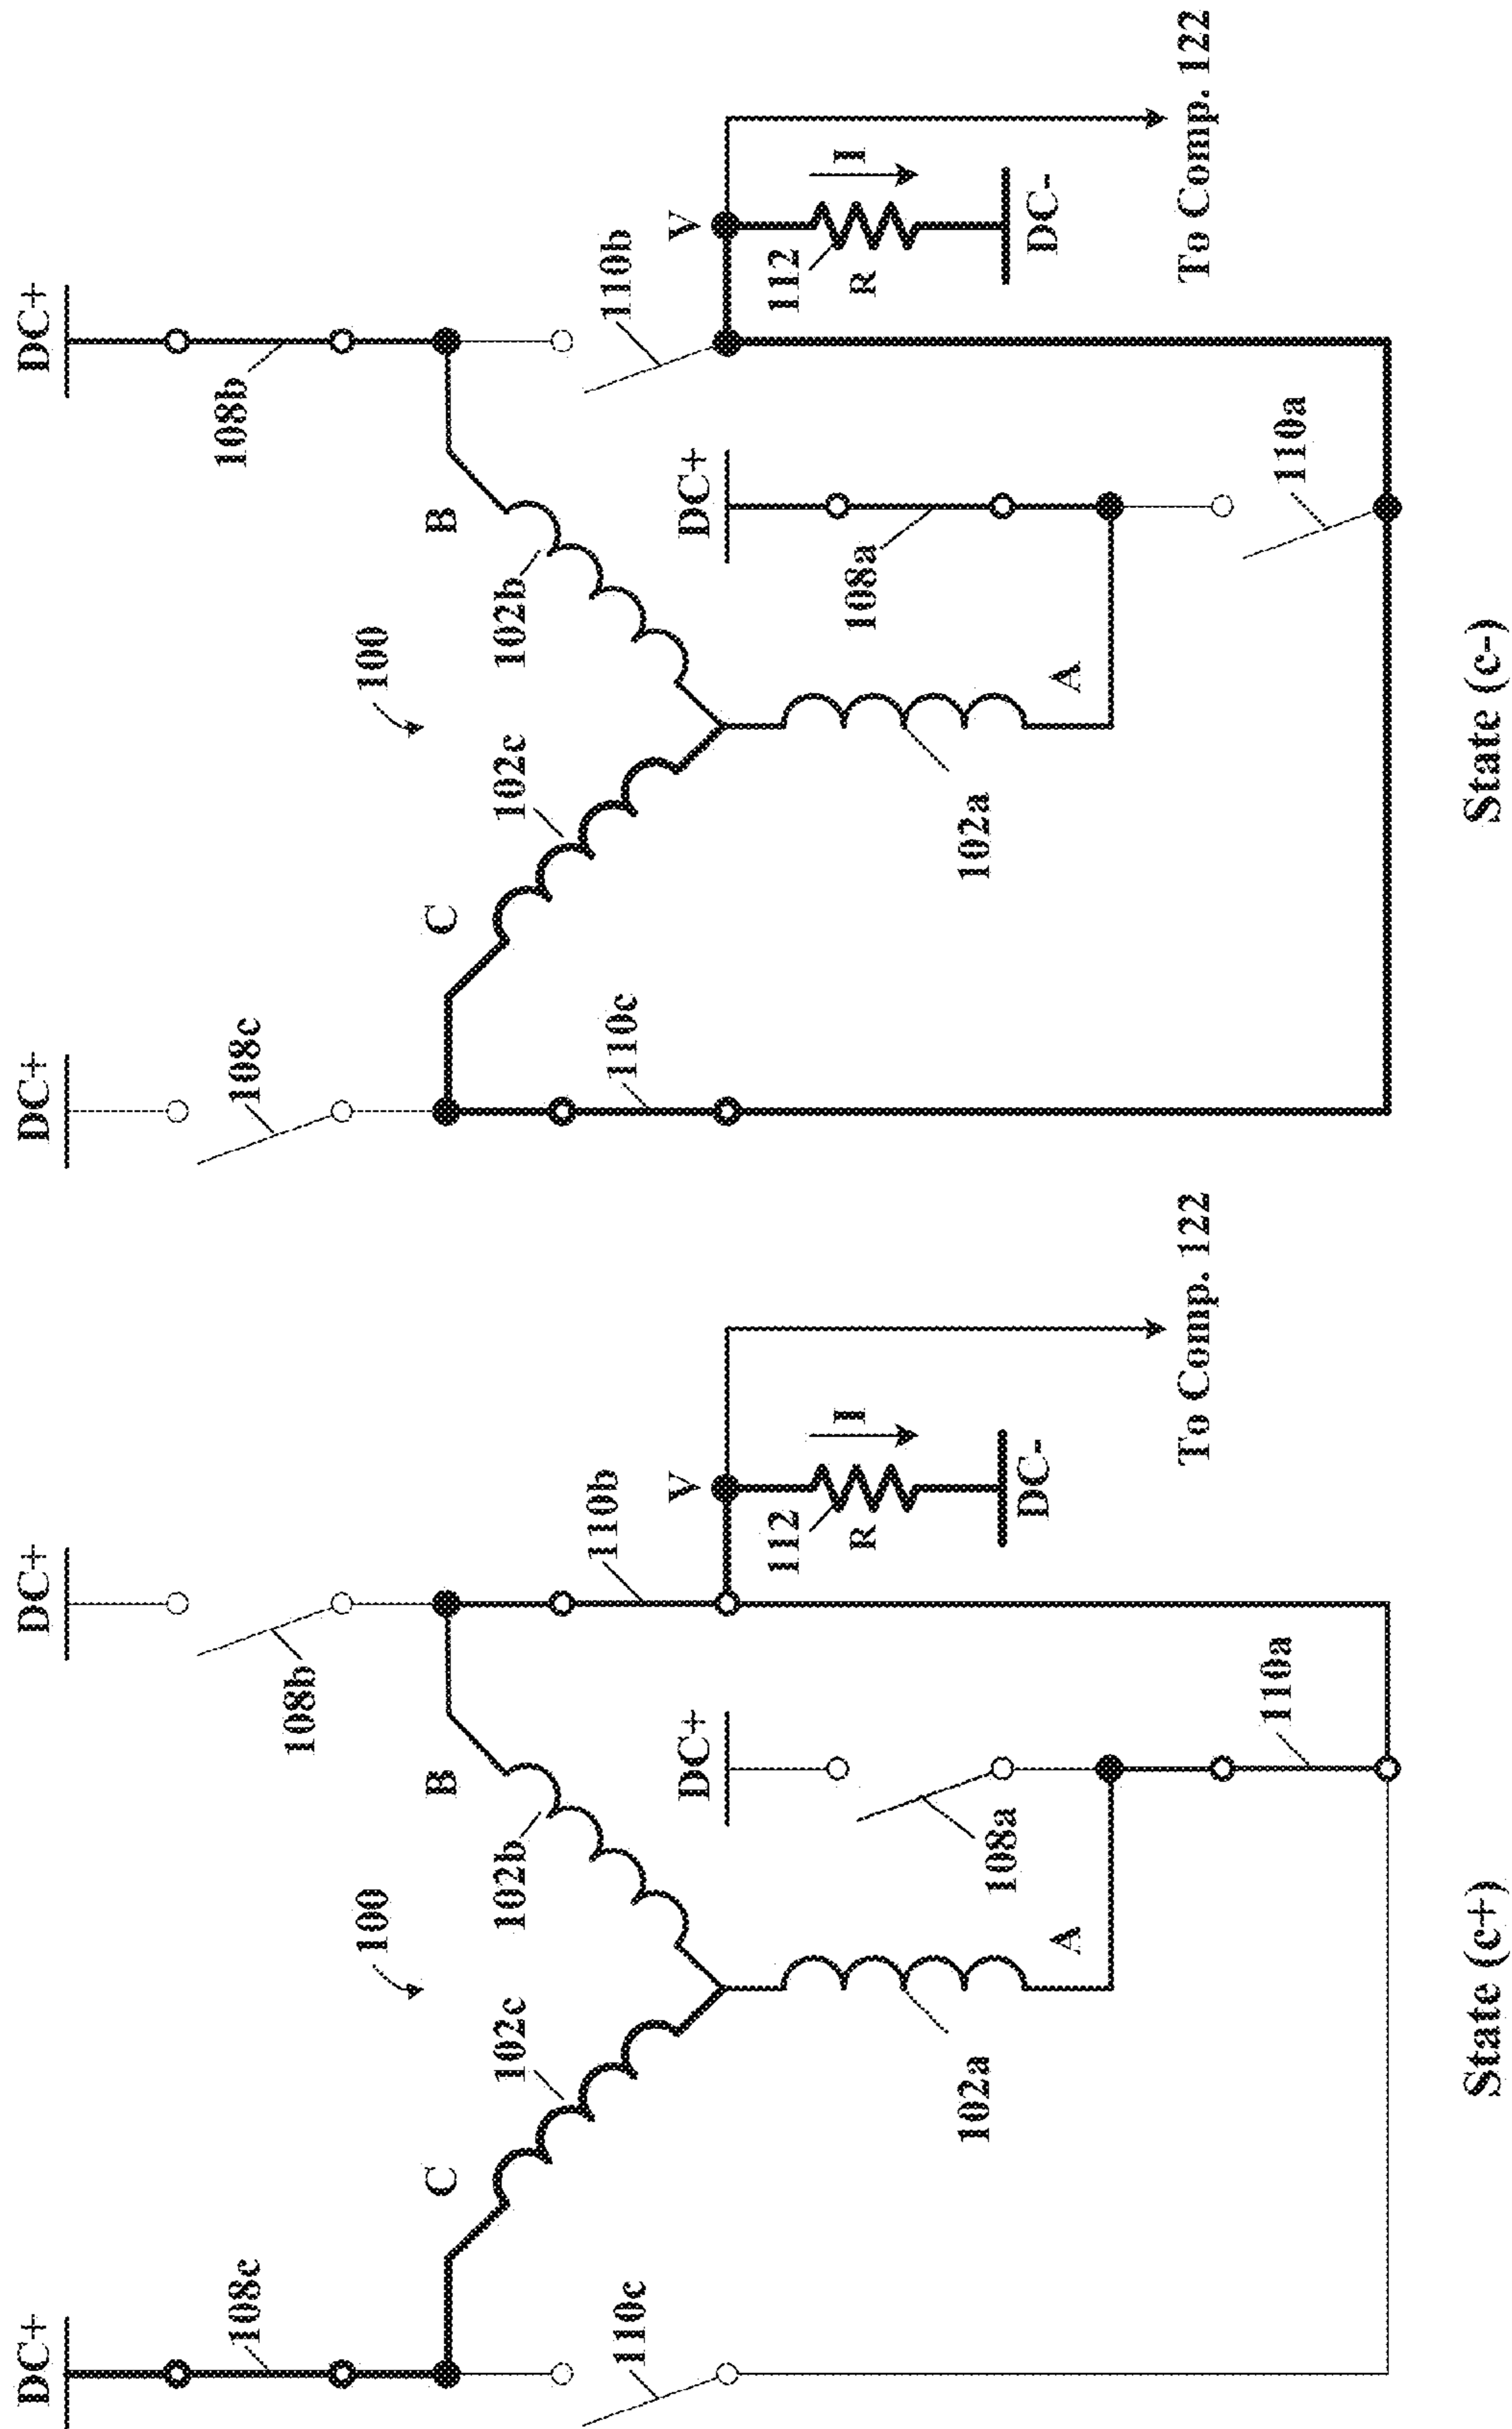 DC+
DC+
108c
108b
100
C
B
102c
102b
110c
110b
V
DC+
112
I
R
108a
102a
A
DC-
To Comp. 122
110a
State (c+)
DC+
DC+
108c
108b
100
C
B
102c
102b
110c
110b
V
DC+
112
I
R
108a
102a
A
DC-
To Comp. 122
110a
State (c-)